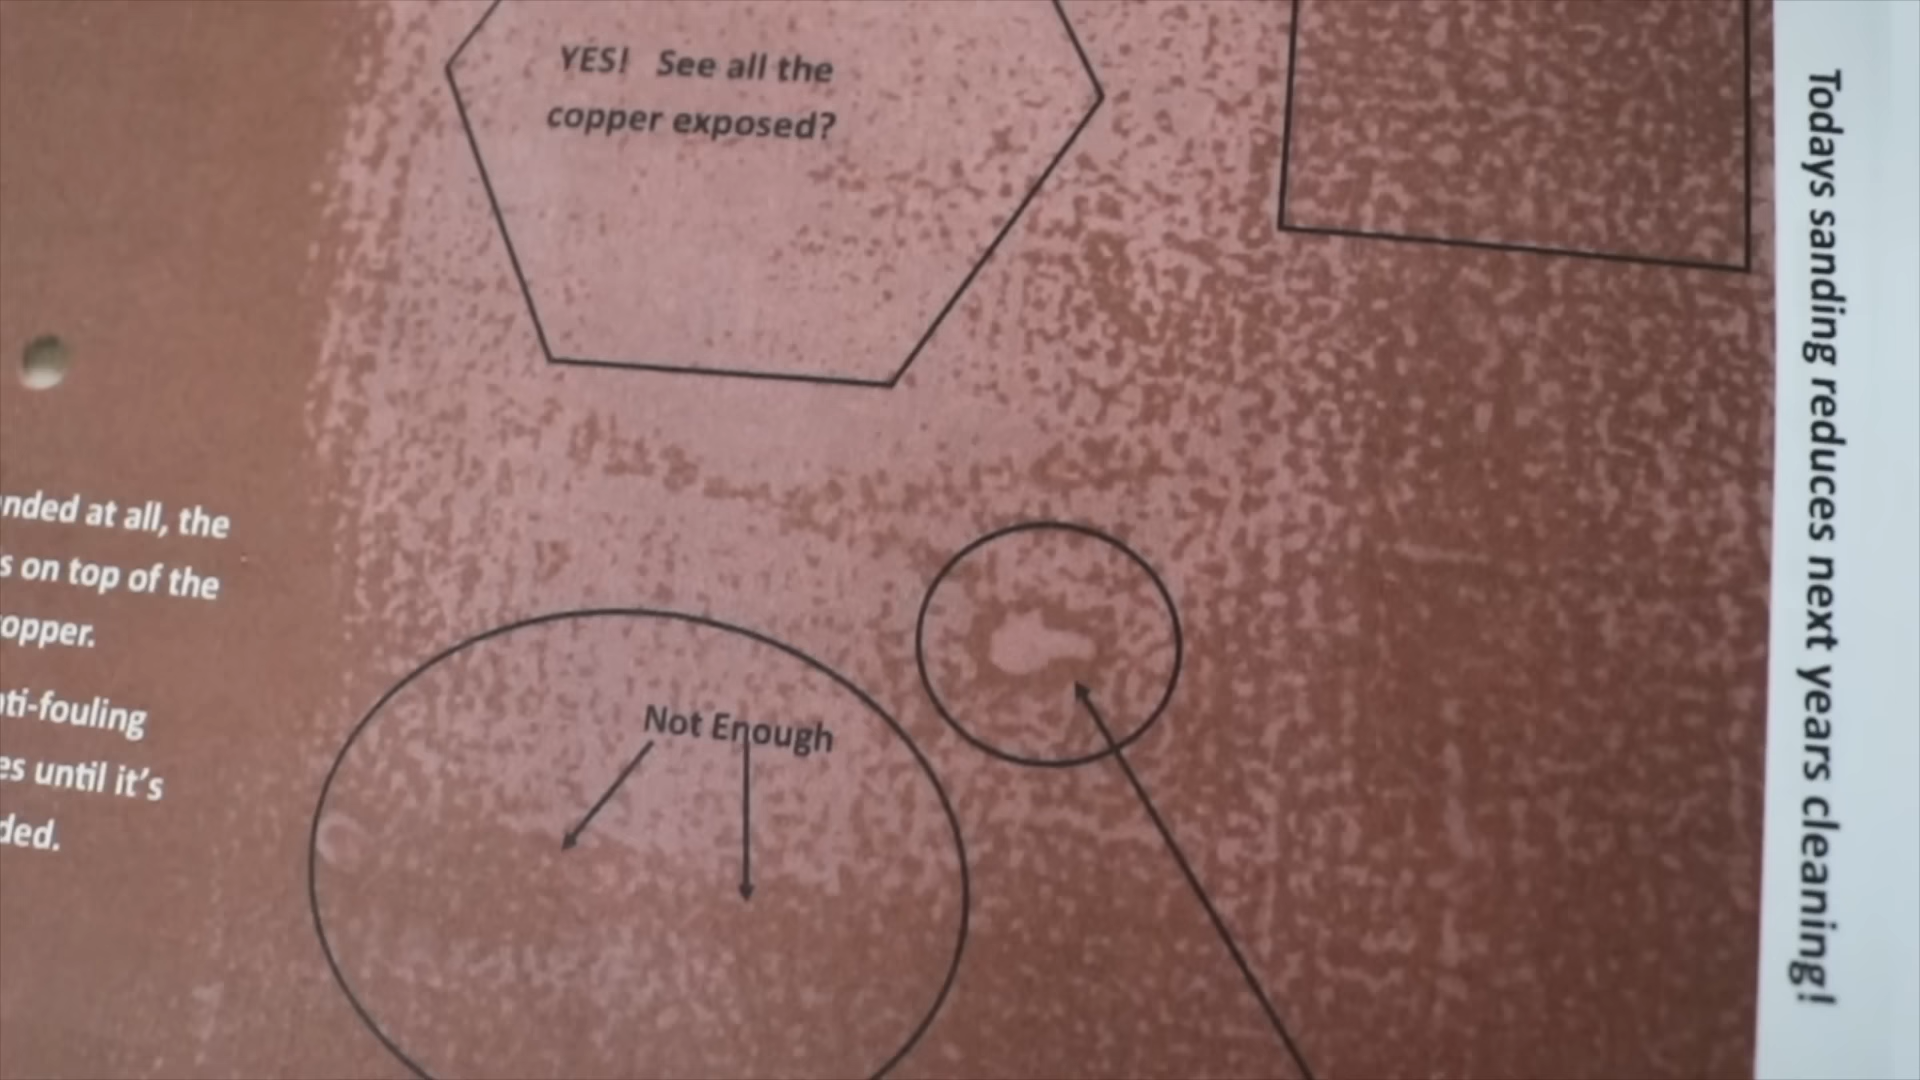 YES! See all the
copper exposed?
nded at all, the
s on top of the
opper.
ti-fouling
es until it's
ded.
Not Enough
Todays sanding reduces next years cleaning!